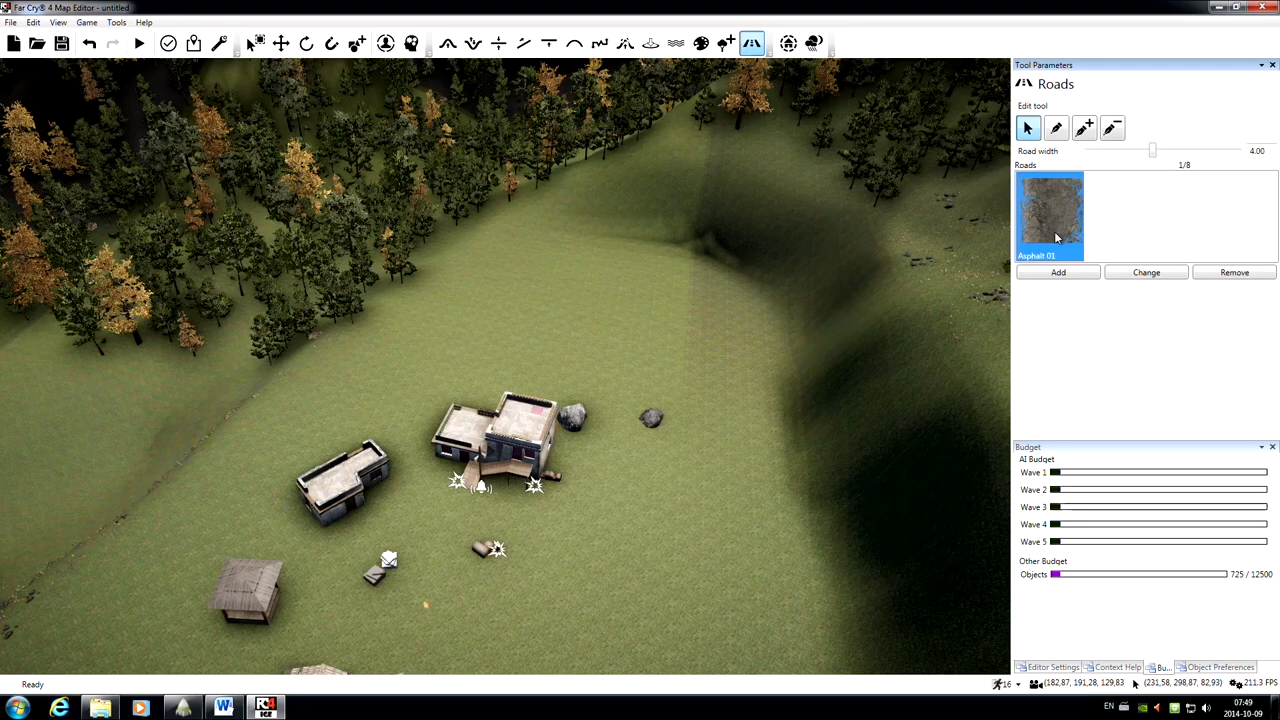 Far Cry® 4 Map Editor - untitled
File Edit View Game Tools Help
Tool Parameters
Roads
Edit tool
Road width 4.00
Roads 1/8
Asphalt 01
Add Change Remove
Budget
AI Budget
Wave 1
Wave 2
Wave 3
Wave 4
Wave 5
Other Budget
Objects 725 / 12500
Editor Settings Context Help Bu... Object Preferences
Ready 16 (182,87, 191,28, 129,83) (231,58, 298,87, 82,93) 211.3 FPS
EN 07:49
2014-10-09